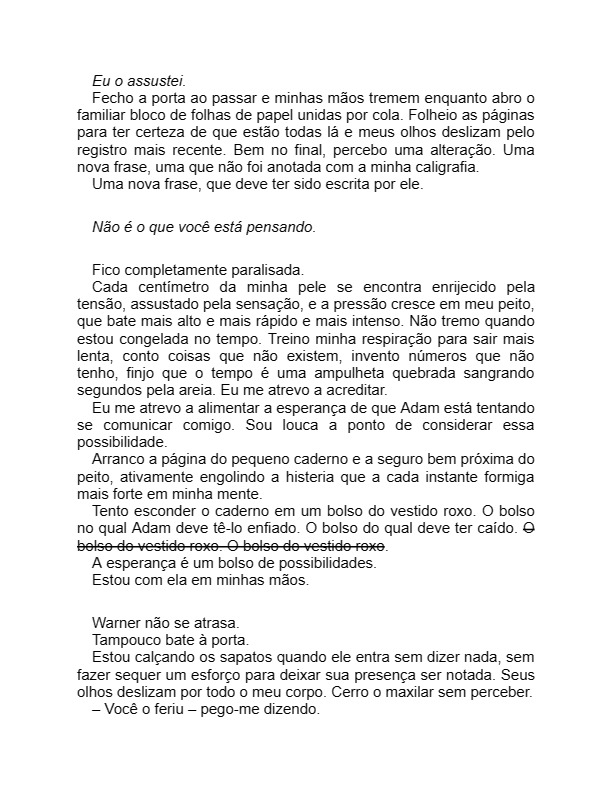 Eu o assustei.
Fecho a porta ao passar e minhas mãos tremem enquanto abro o
familiar bloco de folhas de papel unidas por cola. Folheio as páginas
para ter certeza de que estão todas lá e meus olhos deslizam pelo
registro mais recente. Bem no final, percebo uma alteração. Uma
nova frase, uma que não foi anotada com a minha caligrafia.
Uma nova frase, que deve ter sido escrita por ele.
Não é o que você está pensando.
Fico completamente paralisada.
Cada centímetro da minha pele se encontra enrijecido pela
tensão, assustado pela sensação, e a pressão cresce em meu peito,
que bate mais alto e mais rápido e mais intenso. Não tremo quando
estou congelada no tempo. Treino minha respiração para sair mais
lenta, conto coisas que não existem, invento números que não
tenho, finjo que o tempo é uma ampulheta quebrada sangrando
segundos pela areia. Eu me atrevo a acreditar.
Eu me atrevo a alimentar a esperança de que Adam está tentando
se comunicar comigo. Sou louca a ponto de considerar essa
possibilidade.
Arranco a página do pequeno caderno e a seguro bem próxima do
peito, ativamente engolindo a histeria que a cada instante formiga
mais forte em minha mente.
Tento esconder o caderno em um bolso do vestido roxo. O bolso
no qual Adam deve tê-lo enfiado. O bolso do qual deve ter caído. O
bolso do vestido roxo. O bolso do vestido roxo.
A esperança é um bolso de possibilidades.
Estou com ela em minhas mãos.
Warner não se atrasa.
Tampouco bate à porta.
Estou calçando os sapatos quando ele entra sem dizer nada, sem
fazer sequer um esforço para deixar sua presença ser notada. Seus
olhos deslizam por todo o meu corpo. Cerro o maxilar sem perceber.
– Você o feriu – pego-me dizendo.